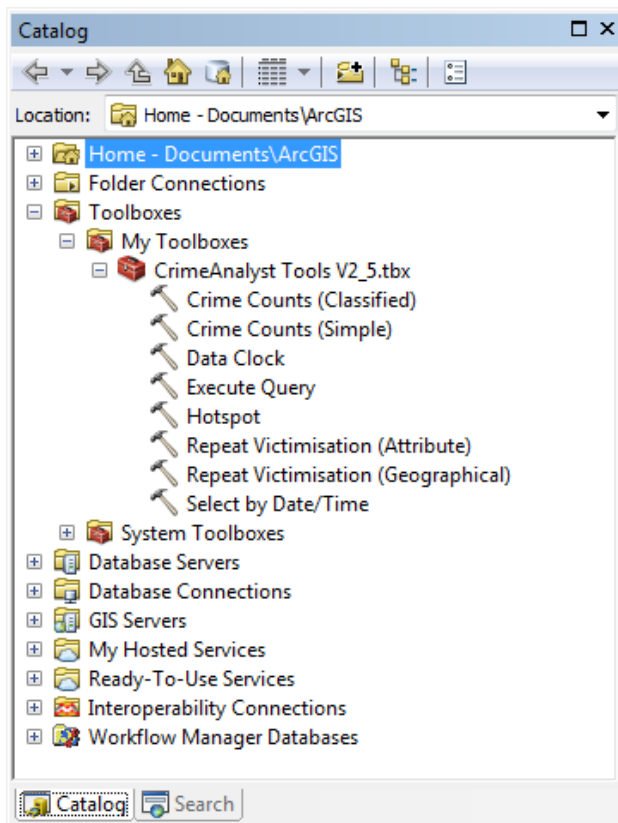 Catalog
Location: Home - Documents\ArcGIS
Home - Documents\ArcGIS
Folder Connections
Toolboxes
My Toolboxes
CrimeAnalyst Tools V2_5.tbx
Crime Counts (Classified)
Crime Counts (Simple)
Data Clock
Execute Query
Hotspot
Repeat Victimisation (Attribute)
Repeat Victimisation (Geographical)
Select by Date/Time
System Toolboxes
Database Servers
Database Connections
GIS Servers
My Hosted Services
Ready-To-Use Services
Interoperability Connections
Workflow Manager Databases
Catalog Search